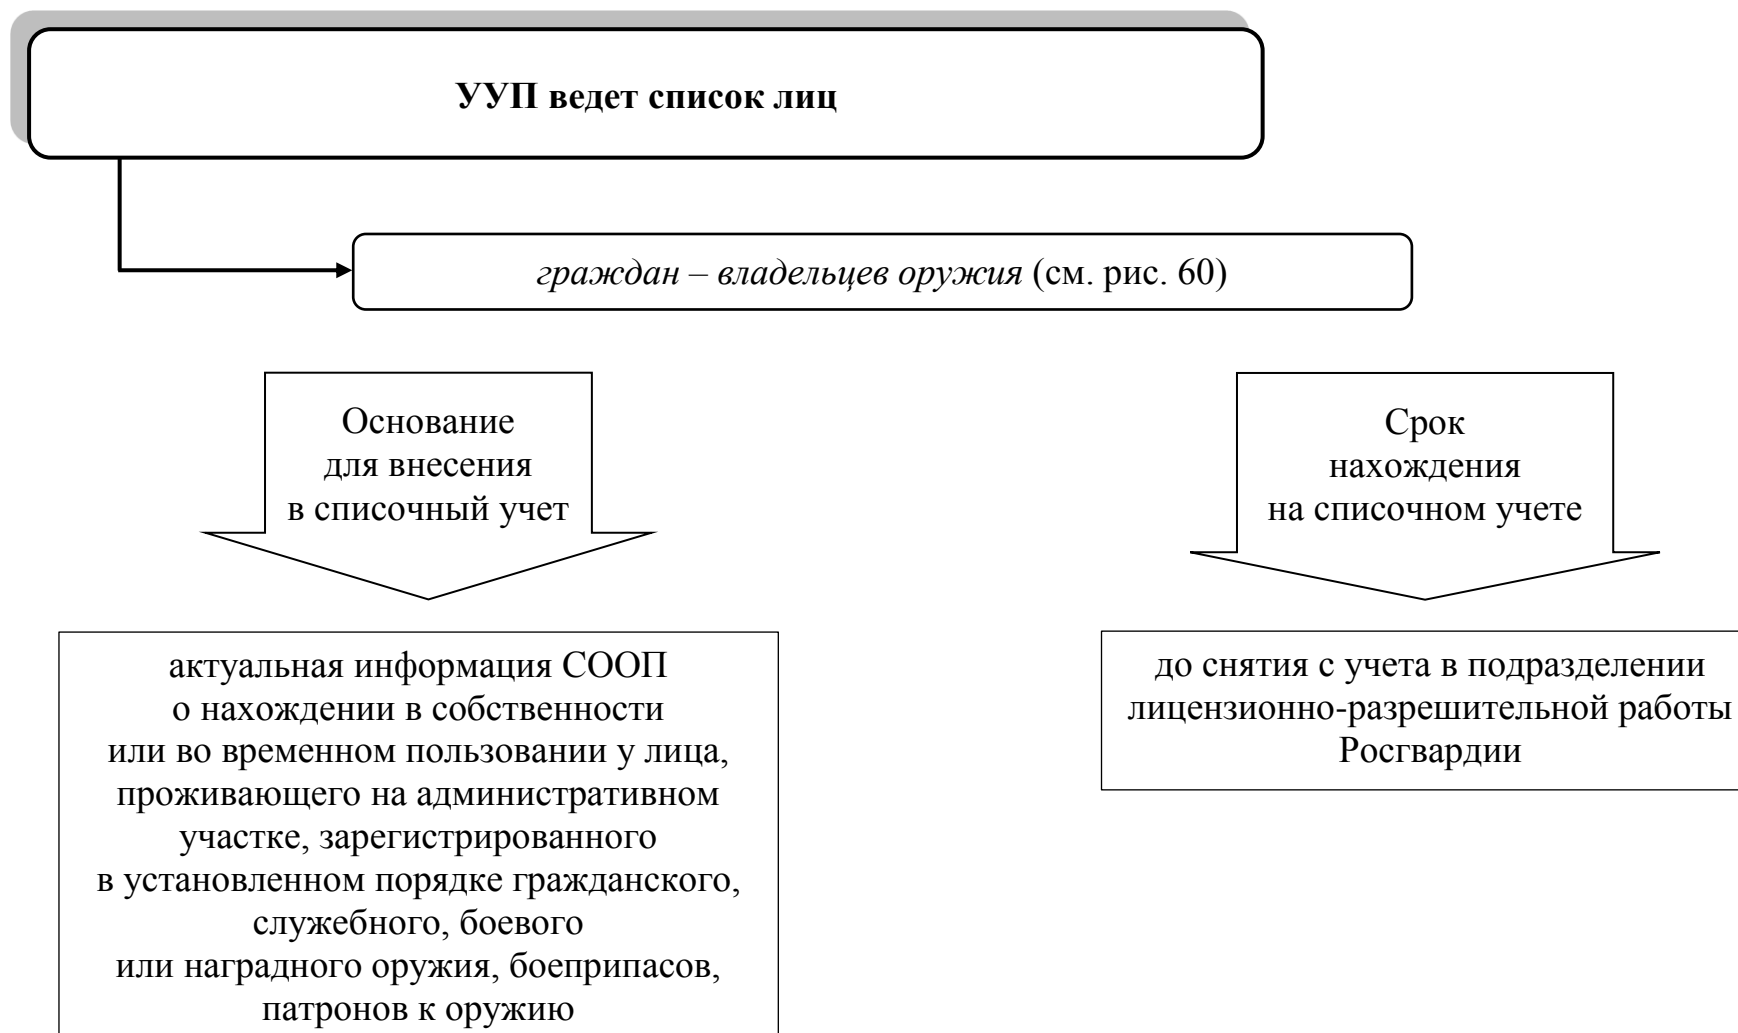 УУП ведет список лиц
граждан – владельцев оружия (см. рис. 60)
Основание
для внесения
в списочный учет
Срок
нахождения
на списочном учете
актуальная информация СООП
о нахождении в собственности
или во временном пользовании у лица,
проживающего на административном
участке, зарегистрированного
в установленном порядке гражданского,
служебного, боевого
или наградного оружия, боеприпасов,
патронов к оружию
до снятия с учета в подразделении
лицензионно-разрешительной работы
Росгвардии